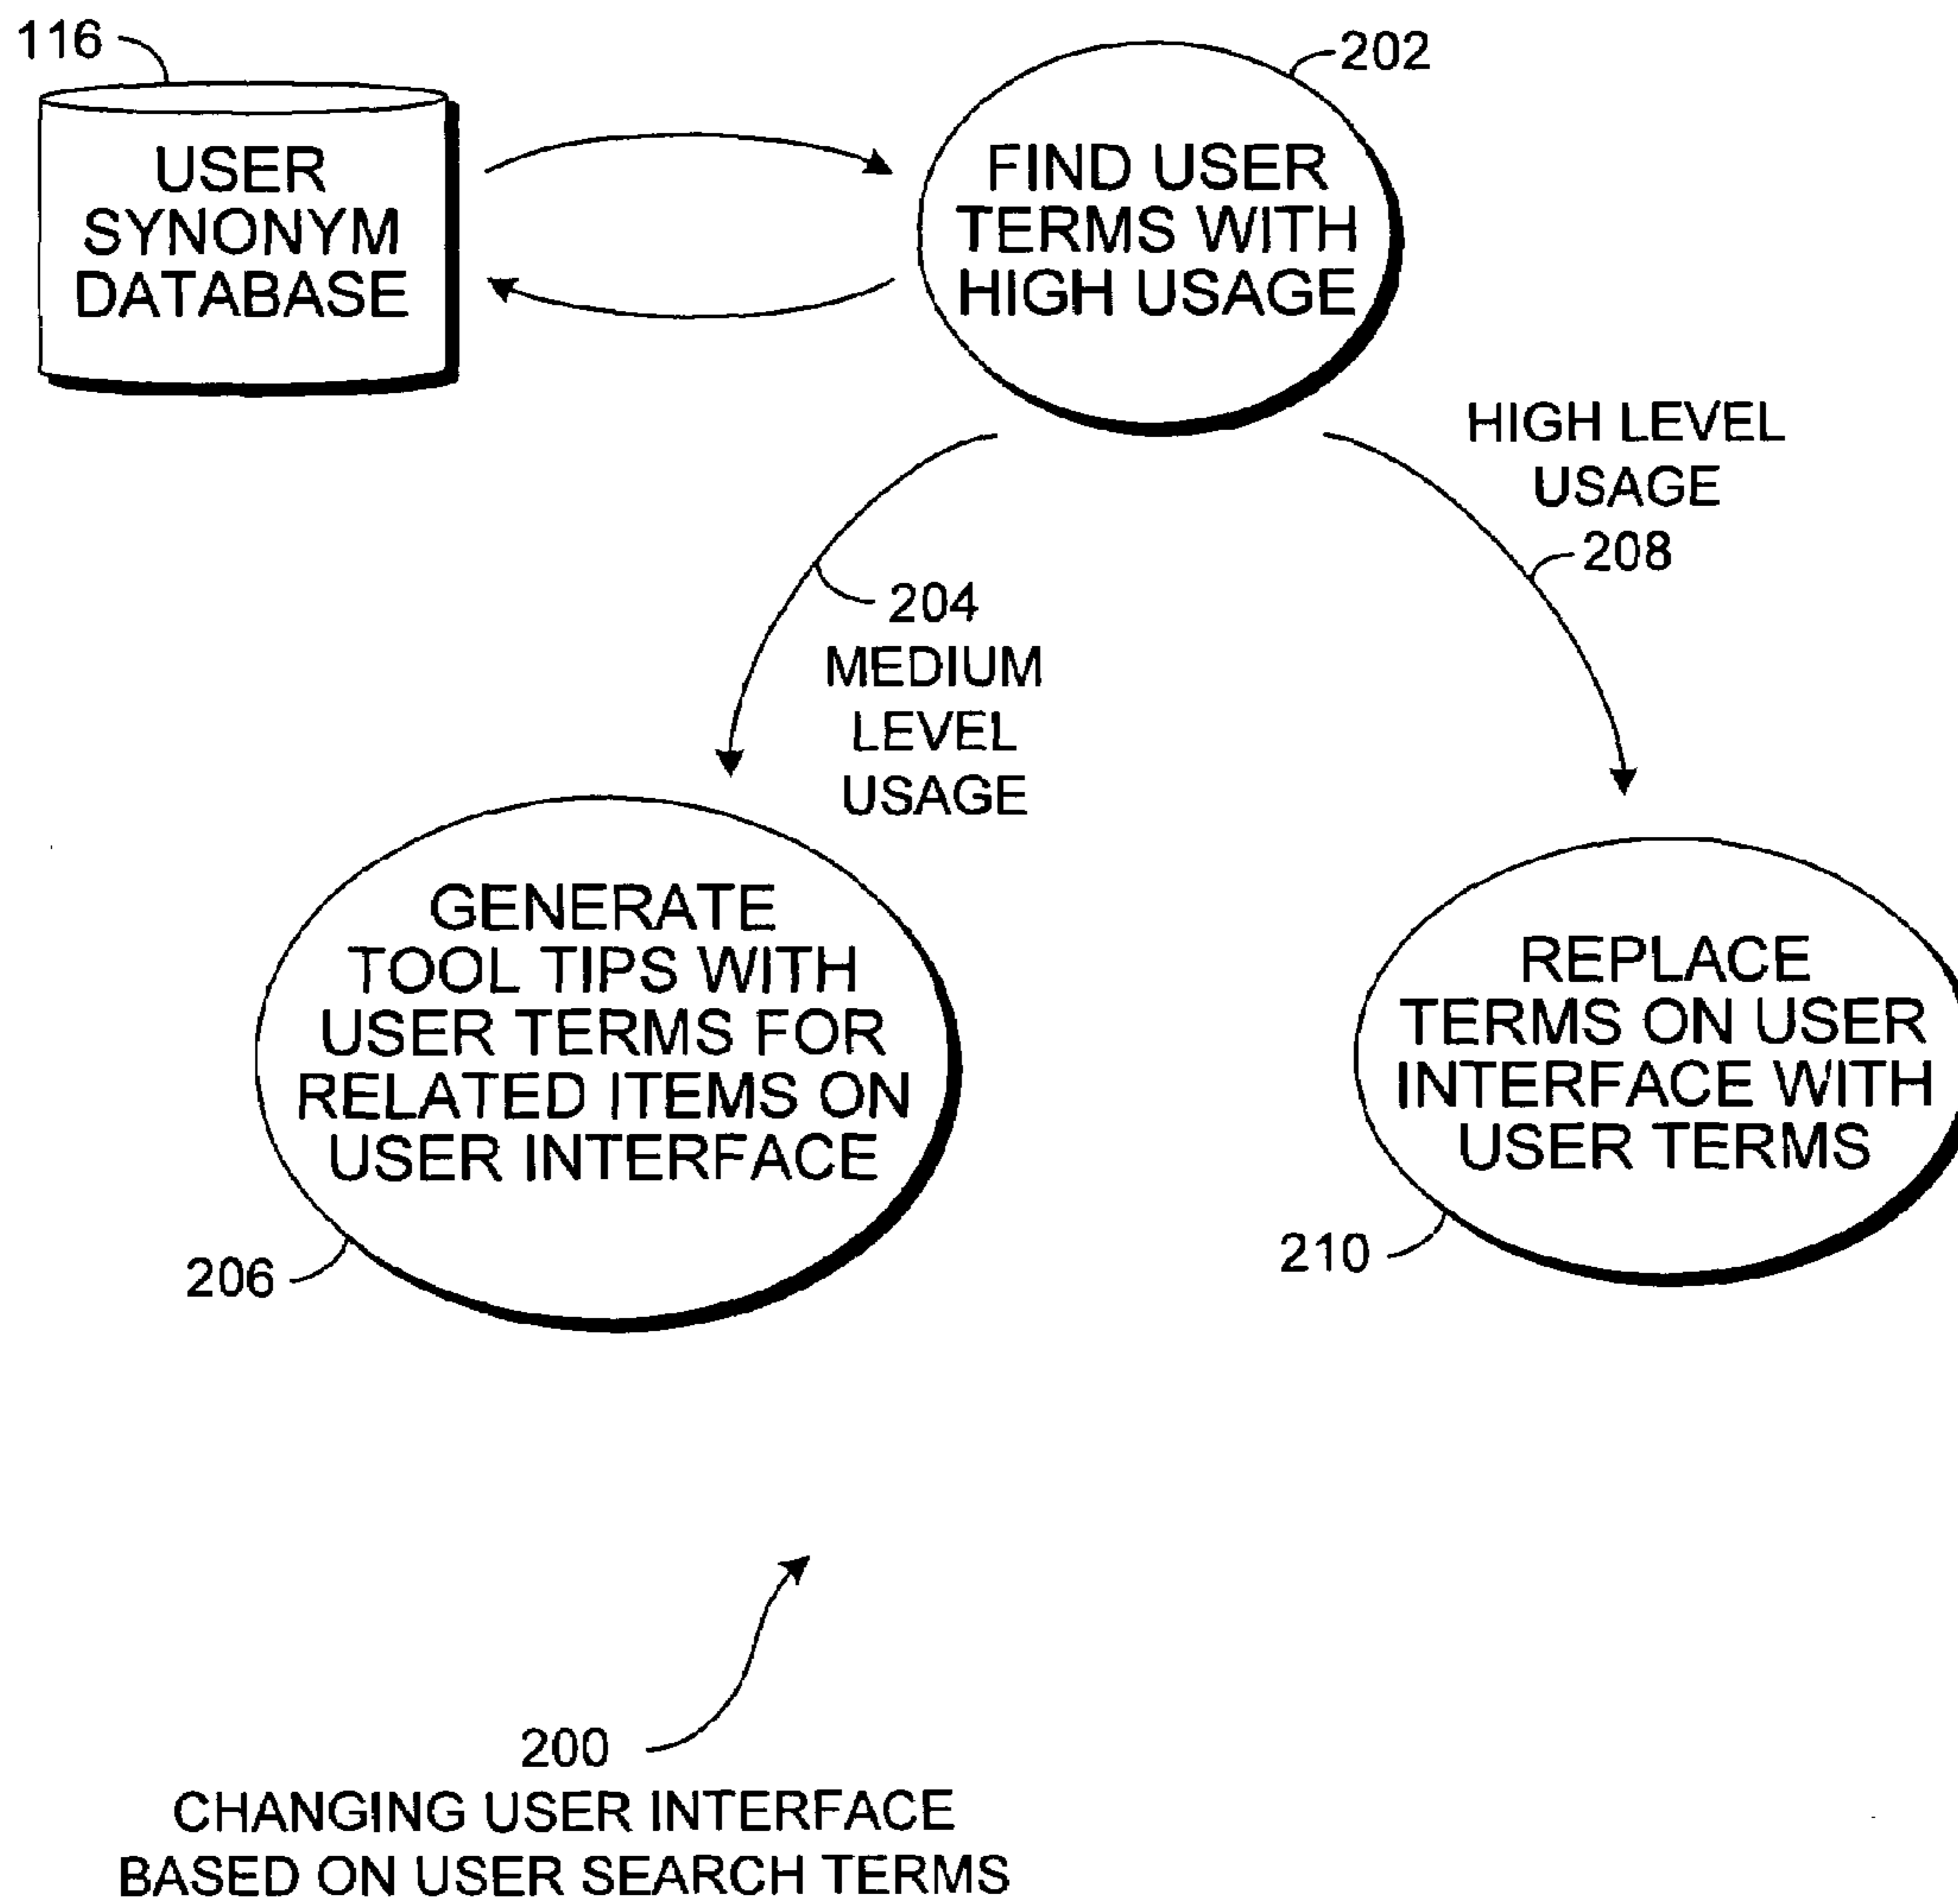 116
USER
SYNONYM
DATABASE
202
FIND USER
TERMS WITH
HIGH USAGE
HIGH LEVEL
USAGE
208
204
MEDIUM
LEVEL
USAGE
GENERATE
TOOL TIPS WITH
USER TERMS FOR
RELATED ITEMS ON
USER INTERFACE
206
REPLACE
TERMS ON USER
INTERFACE WITH
USER TERMS
210
200
CHANGING USER INTERFACE
BASED ON USER SEARCH TERMS